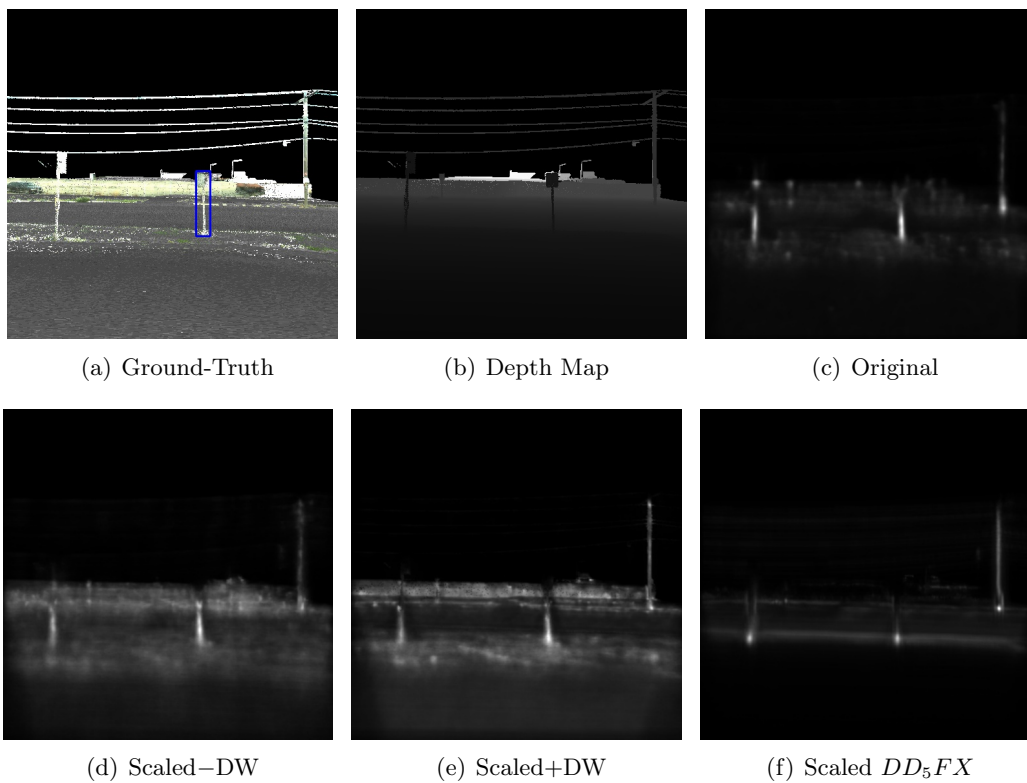 (a) Ground-Truth
(b) Depth Map
(c) Original
(d) Scaled−DW
(e) Scaled+DW
(f) Scaled DD₅FX